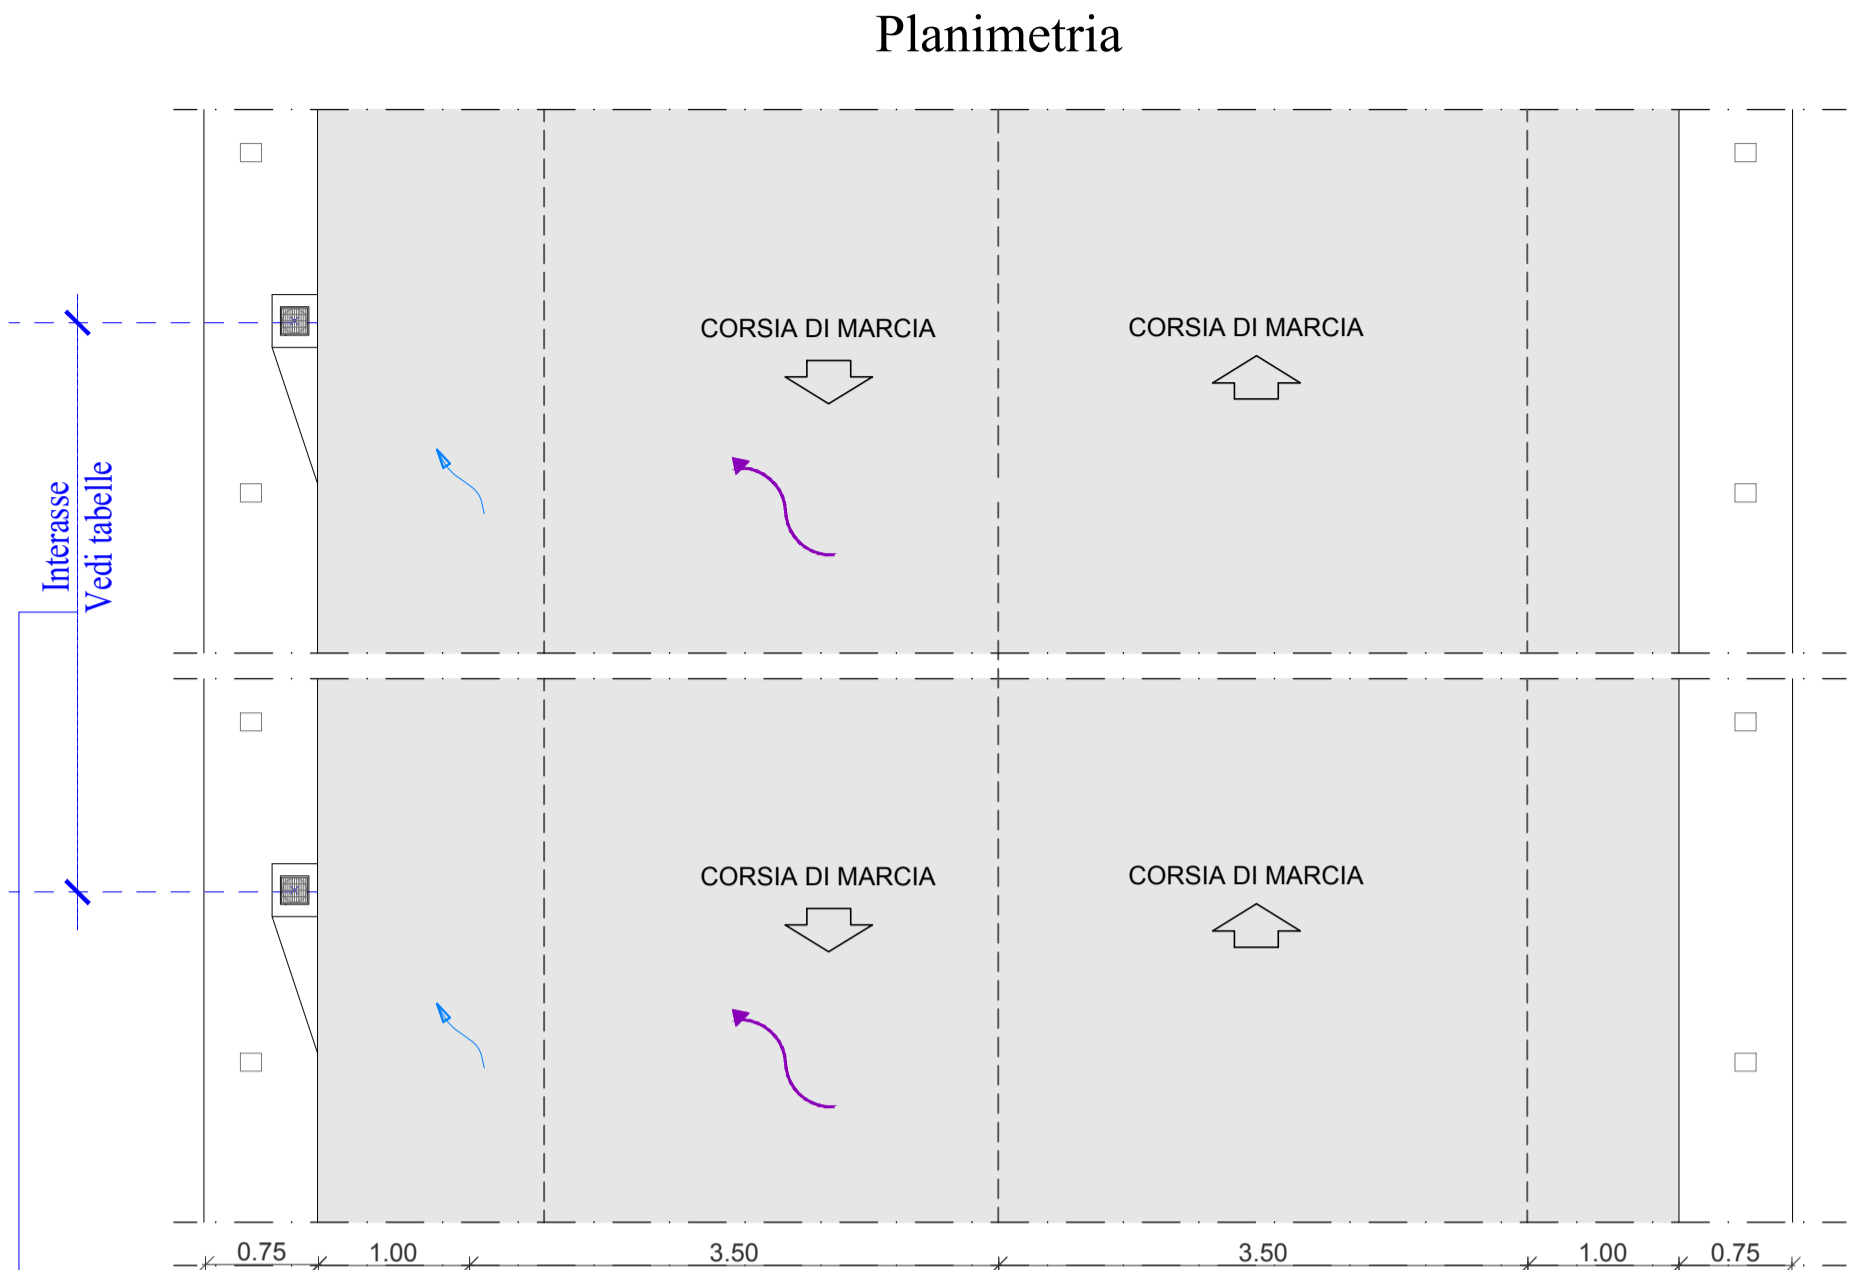 Planimetria
CORSIA DI MARCIA
CORSIA DI MARCIA
Interasse
Vedi tabelle
CORSIA DI MARCIA
CORSIA DI MARCIA
0.75 1.00 3.50 3.50 1.00 0.75